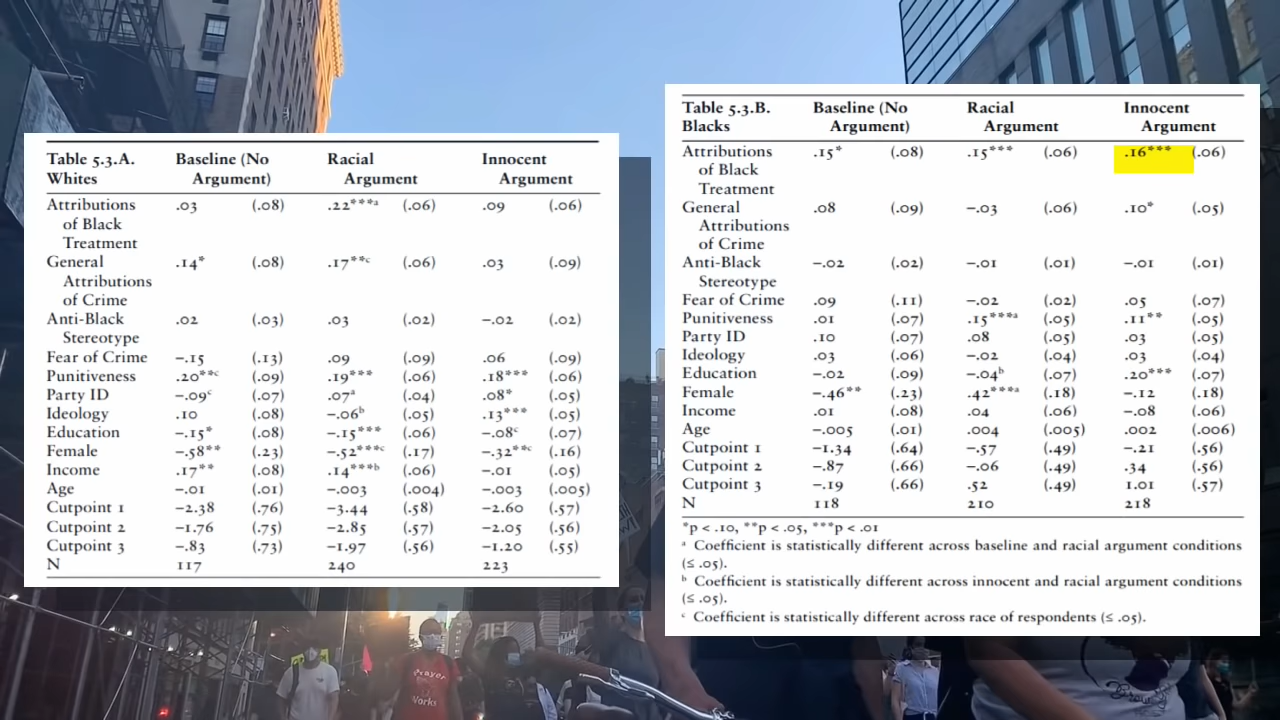 Table 5.3.A. Baseline (No Racial Innocent
Whites Argument) Argument Argument
Attributions .03 (.08) .22***a (.06) .09 (.06)
of Black
Treatment
General .14* (.08) .17**c (.06) .03 (.09)
Attributions
of Crime
Anti-Black .02 (.03) .03 (.02) –.02 (.02)
Stereotype
Fear of Crime –.15 (.13) .09 (.09) .06 (.09)
Punitiveness .20**c (.09) .19*** (.06) .18*** (.06)
Party ID –.09c (.07) .07a (.04) .08* (.05)
Ideology .10 (.08) –.06b (.05) .13*** (.05)
Education –.15* (.08) –.15*** (.06) –.08c (.07)
Female –.58** (.23) –.52***c (.17) –.32**c (.16)
Income .17** (.08) .14***b (.06) –.01 (.05)
Age –.01 (.01) –.003 (.004) –.003 (.005)
Cutpoint 1 –2.38 (.76) –3.44 (.58) –2.60 (.57)
Cutpoint 2 –1.76 (.75) –2.85 (.57) –2.05 (.56)
Cutpoint 3 –.83 (.73) –1.97 (.56) –1.20 (.55)
N 117 240 223
Table 5.3.B. Baseline (No Racial Innocent
Blacks Argument) Argument Argument
Attributions .15* (.08) .15*** (.06) .16*** (.06)
of Black
Treatment
General .08 (.09) –.03 (.06) .10* (.05)
Attributions
of Crime
Anti-Black –.02 (.02) –.01 (.01) –.01 (.01)
Stereotype
Fear of Crime .09 (.11) –.02 (.02) .05 (.07)
Punitiveness .01 (.07) .15***a (.05) .11** (.05)
Party ID .10 (.07) .08 (.05) .03 (.05)
Ideology .03 (.06) –.02 (.04) .03 (.04)
Education –.02 (.09) –.04b (.07) .20*** (.07)
Female –.46** (.23) .42***a (.18) –.12 (.18)
Income .01 (.08) .04 (.06) –.08 (.06)
Age –.005 (.01) .004 (.005) .002 (.006)
Cutpoint 1 –1.34 (.64) –.57 (.49) –.21 (.56)
Cutpoint 2 –.87 (.66) –.06 (.49) .34 (.56)
Cutpoint 3 –.19 (.66) .52 (.49) 1.01 (.57)
N 118 210 218
*p < .10, **p < .05, ***p < .01
a Coefficient is statistically different across baseline and racial argument conditions
(≤ .05).
b Coefficient is statistically different across innocent and racial argument conditions
(≤ .05).
c Coefficient is statistically different across race of respondents (≤ .05).
Prayer
Works